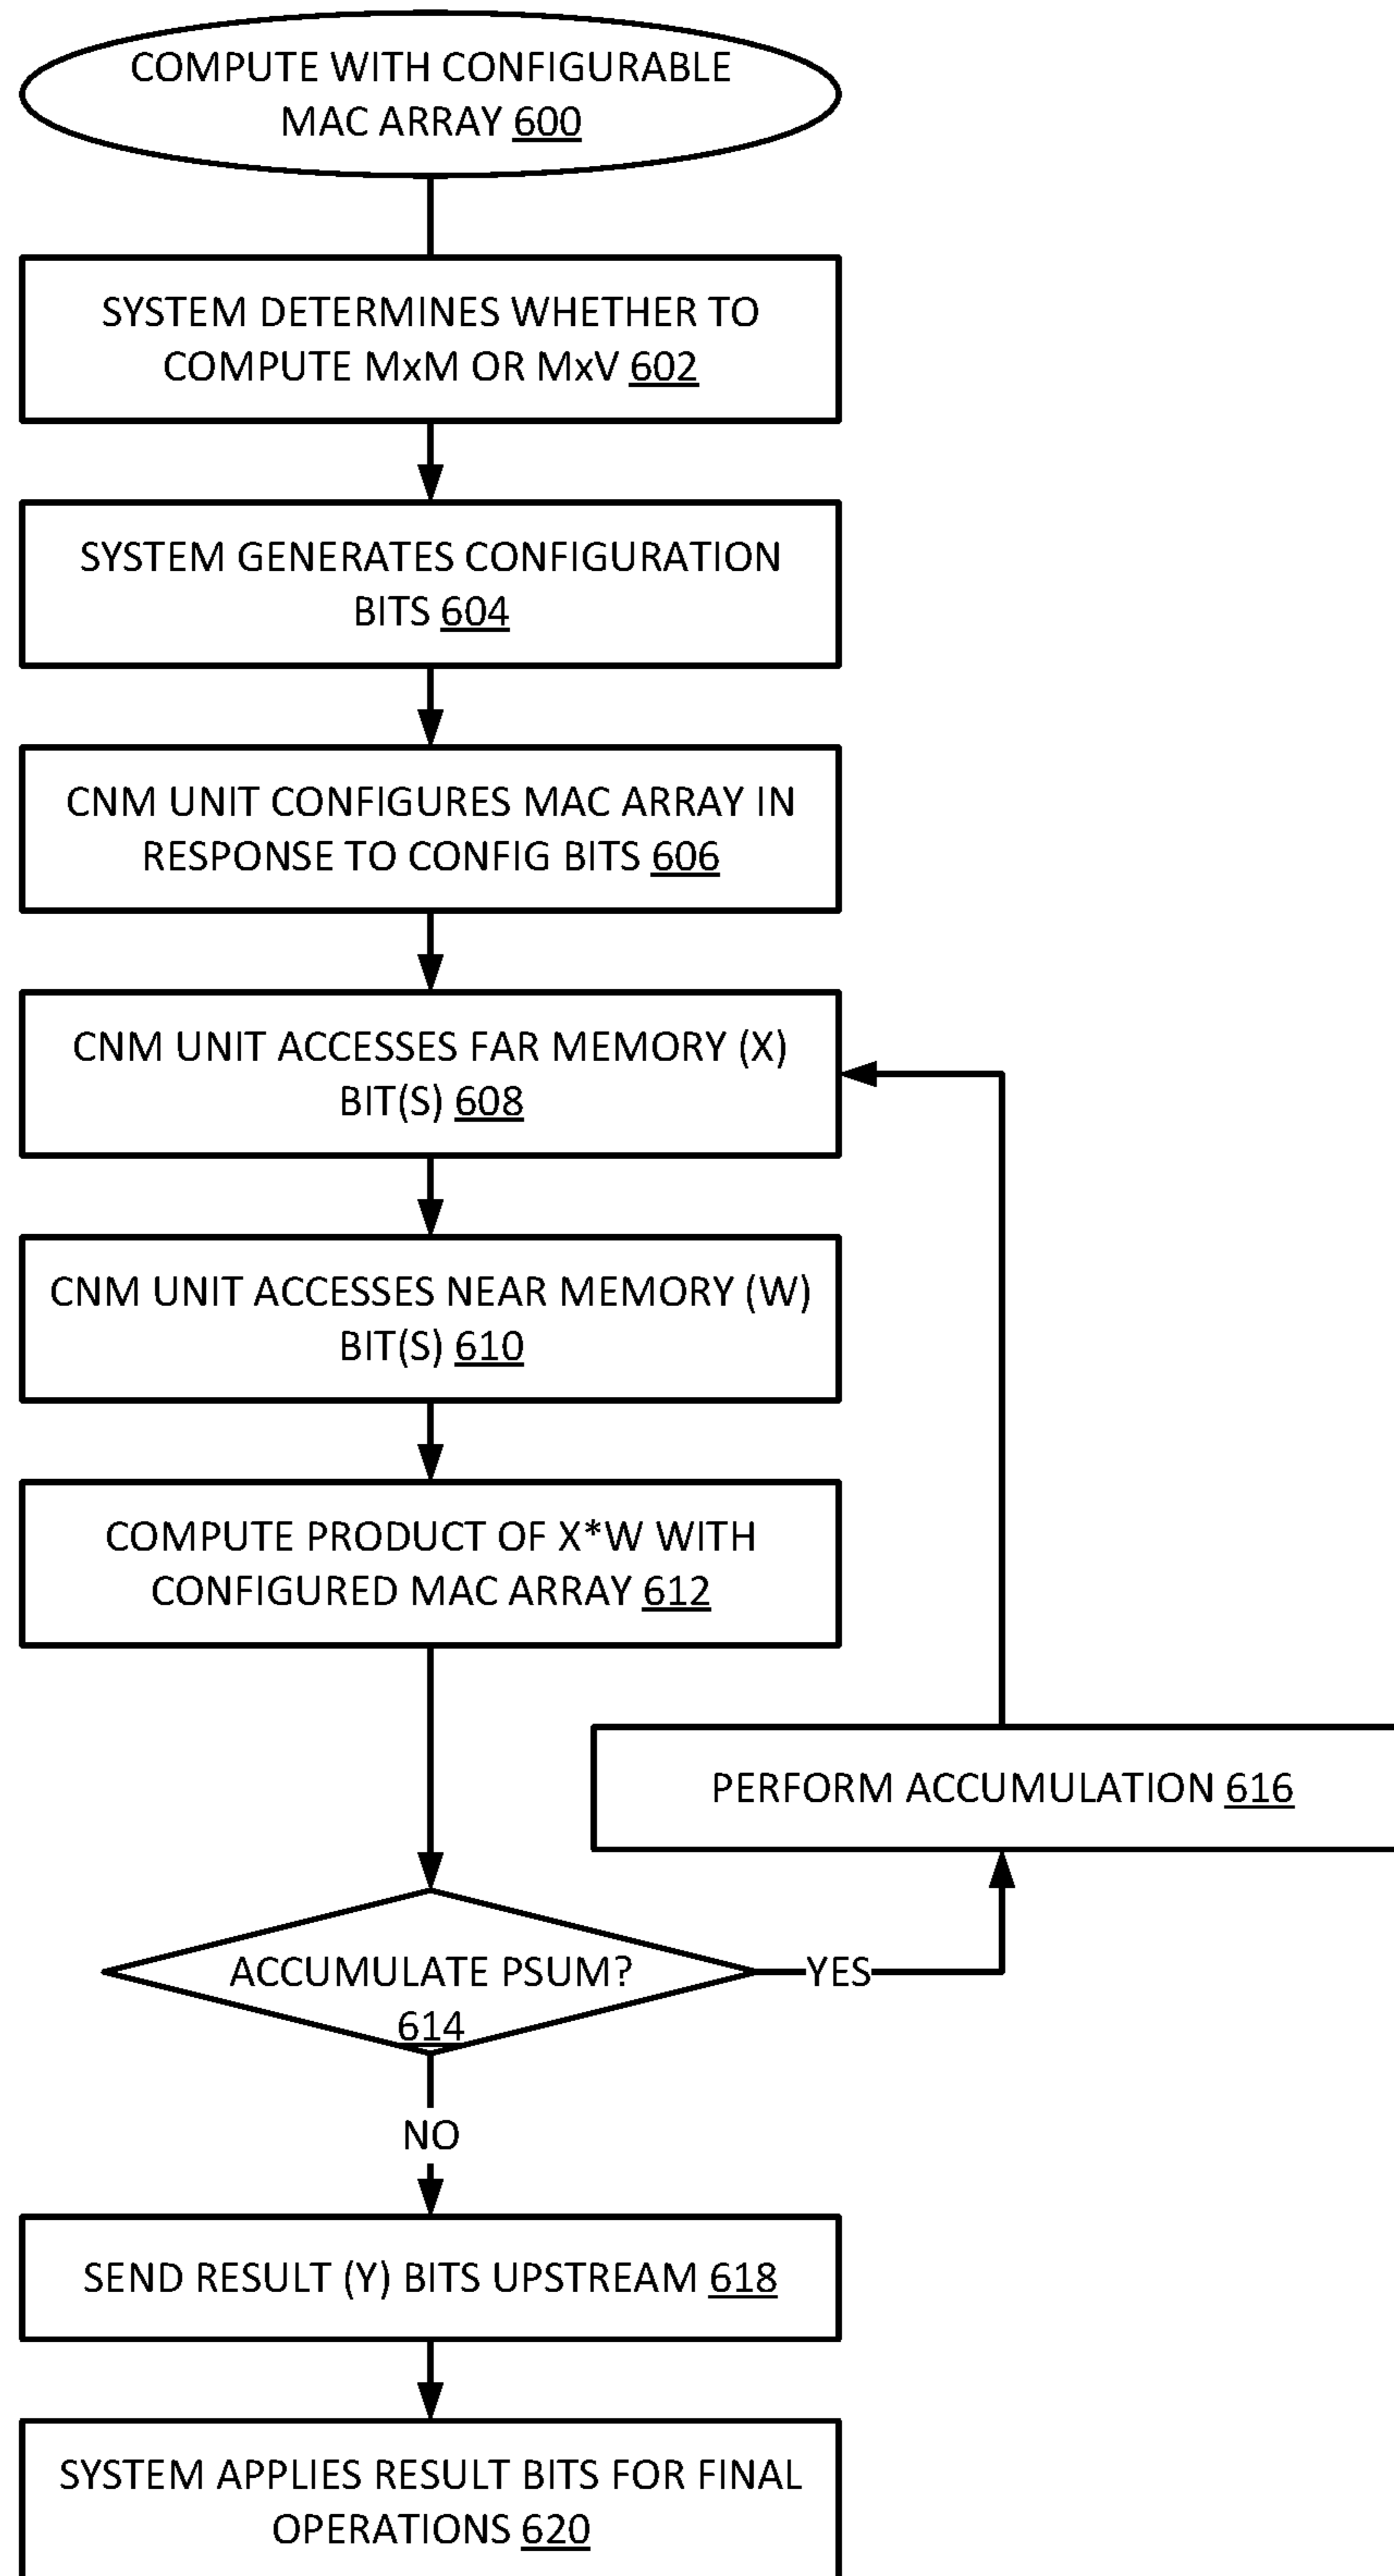 COMPUTE WITH CONFIGURABLE
MAC ARRAY 600
SYSTEM DETERMINES WHETHER TO
COMPUTE MxM OR MxV 602
SYSTEM GENERATES CONFIGURATION
BITS 604
CNM UNIT CONFIGURES MAC ARRAY IN
RESPONSE TO CONFIG BITS 606
CNM UNIT ACCESSES FAR MEMORY (X)
BIT(S) 608
CNM UNIT ACCESSES NEAR MEMORY (W)
BIT(S) 610
COMPUTE PRODUCT OF X*W WITH
CONFIGURED MAC ARRAY 612
PERFORM ACCUMULATION 616
ACCUMULATE PSUM?
614
YES
NO
SEND RESULT (Y) BITS UPSTREAM 618
SYSTEM APPLIES RESULT BITS FOR FINAL
OPERATIONS 620